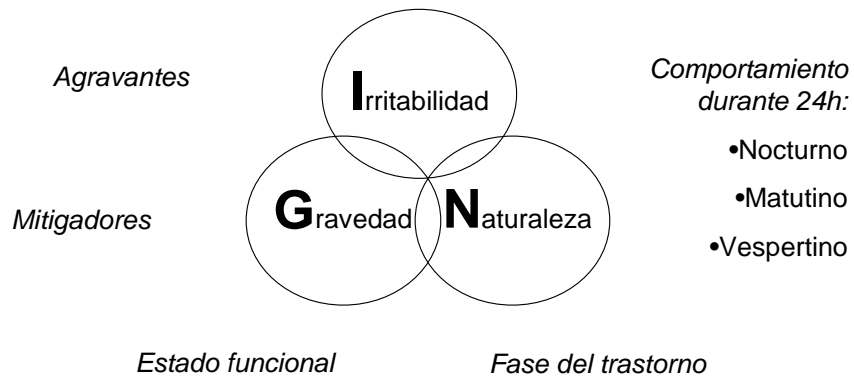 Agravantes
Irritabilidad
Comportamiento
durante 24h:
•Nocturno
•Matutino
•Vespertino
Mitigadores
Gravedad
Naturaleza
Estado funcional
Fase del trastorno